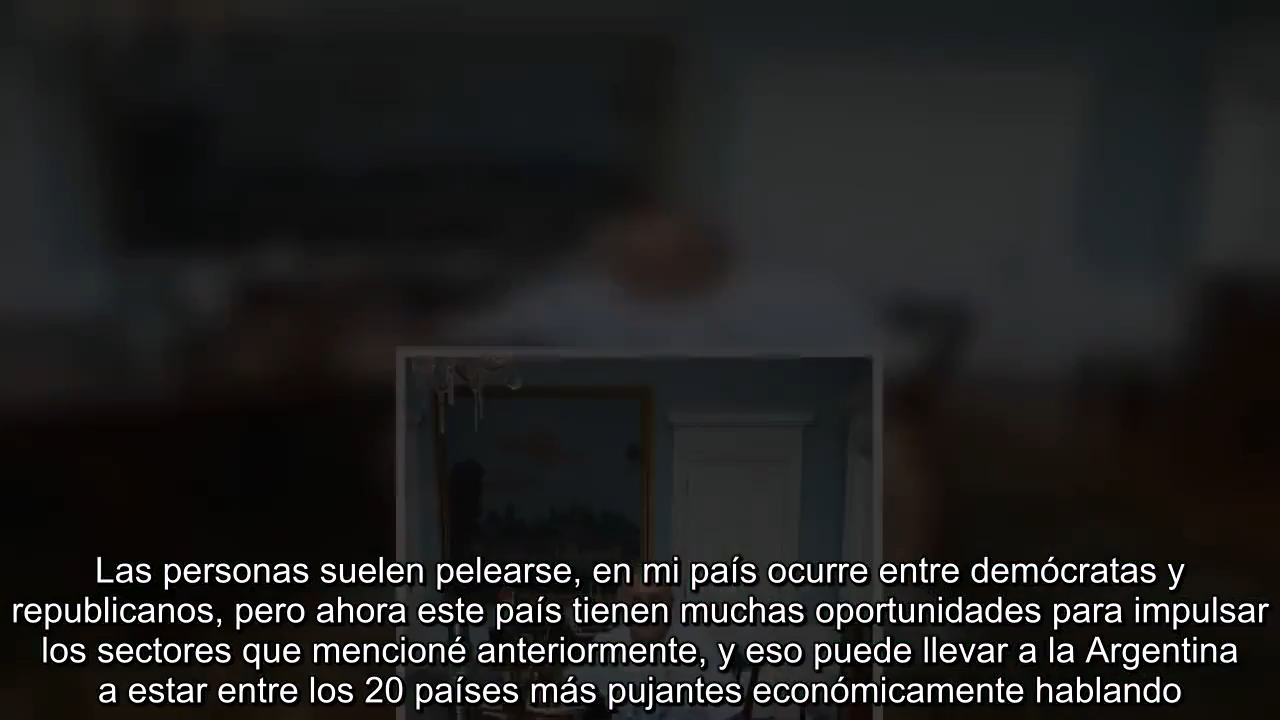 Las personas suelen pelearse, en mi país ocurre entre demócratas y
republicanos, pero ahora este país tienen muchas oportunidades para impulsar
los sectores que mencioné anteriormente, y eso puede llevar a la Argentina
a estar entre los 20 países más pujantes económicamente hablando